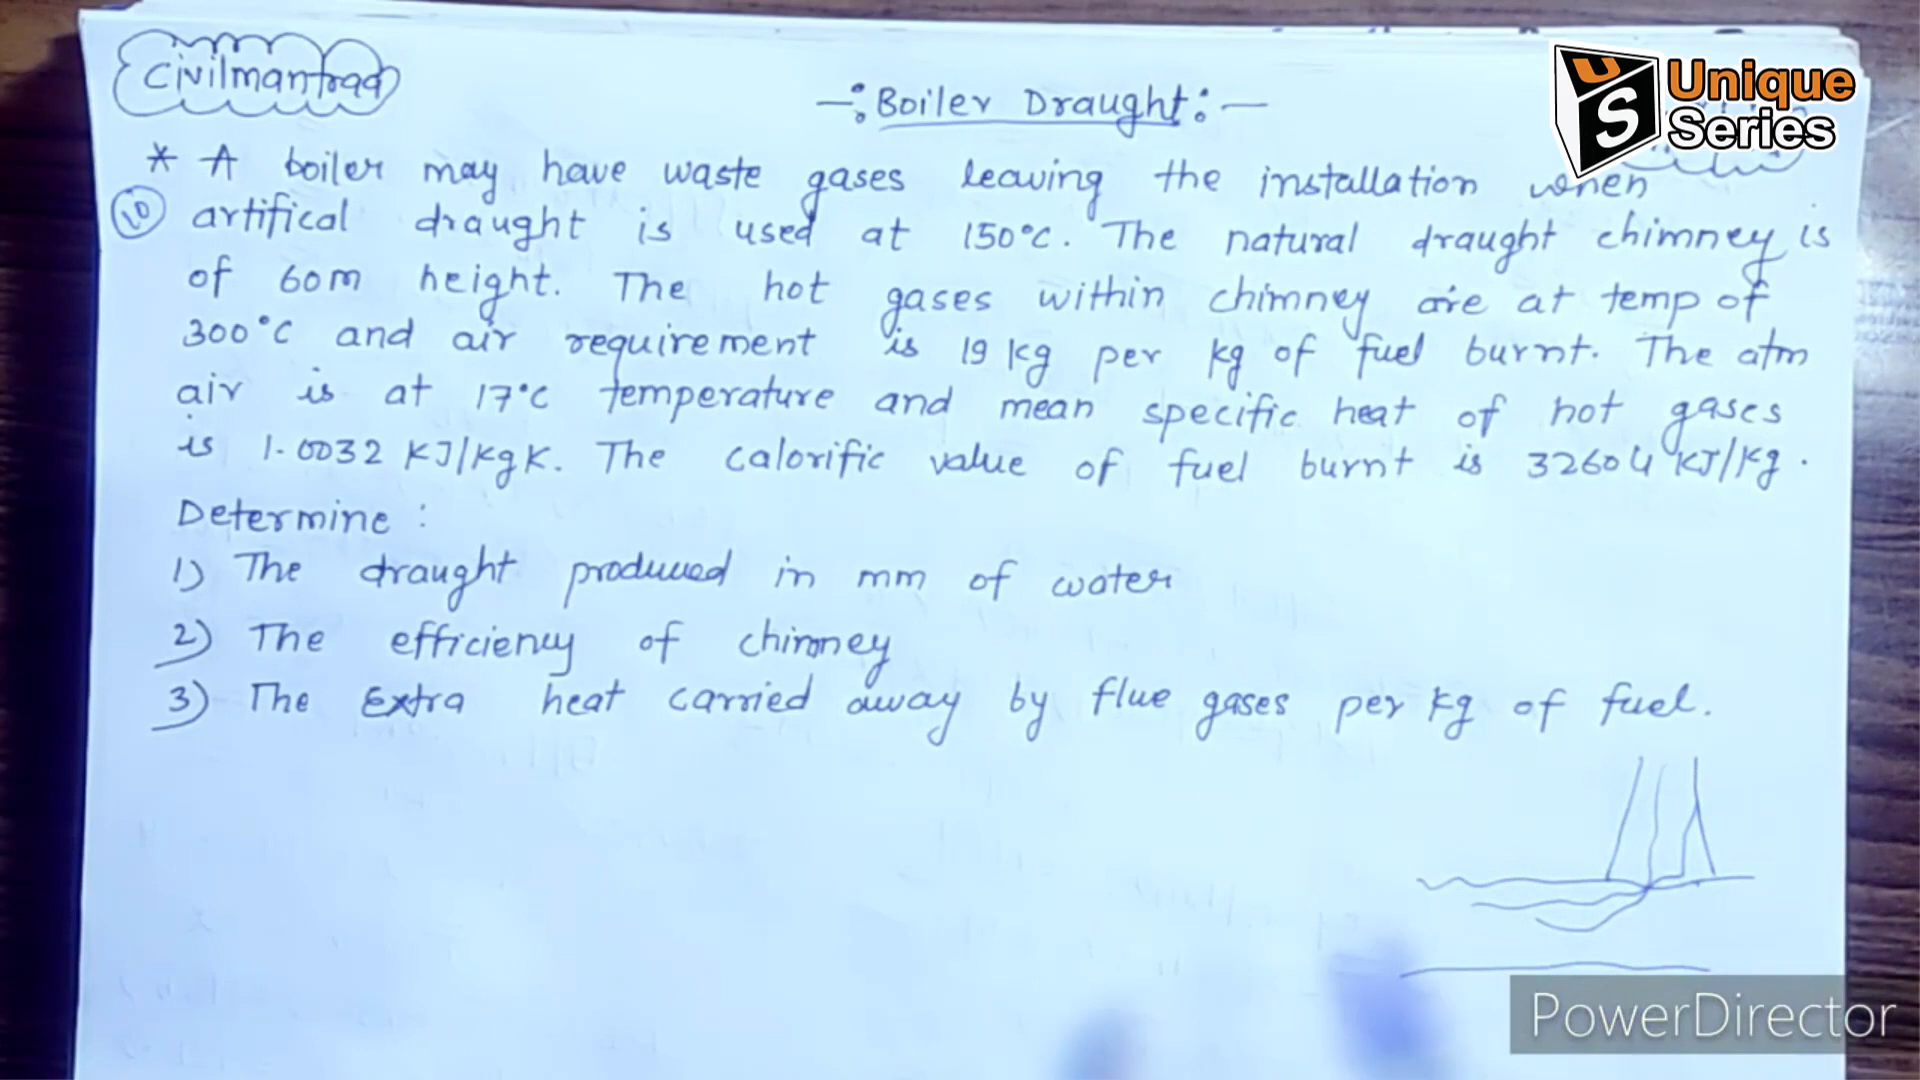 Civilmantraa
-: Boiler Draught :-
Unique
Series
U
S
* A boiler may have waste gases leaving the installation when
10 artifical draught is used at 150°C. The natural draught chimney is
of 60m height. The hot gases within chimney are at temp of
300°C and air requirement is 19 kg per kg of fuel burnt. The atm
air is at 17°C temperature and mean specific heat of hot gases
is 1.0032 KJ/KgK. The calorific value of fuel burnt is 32604 KJ/Kg.
Determine :
1) The draught produced in mm of water
2) The efficiency of chimney
3) The Extra heat carried away by flue gases per kg of fuel.
PowerDirector